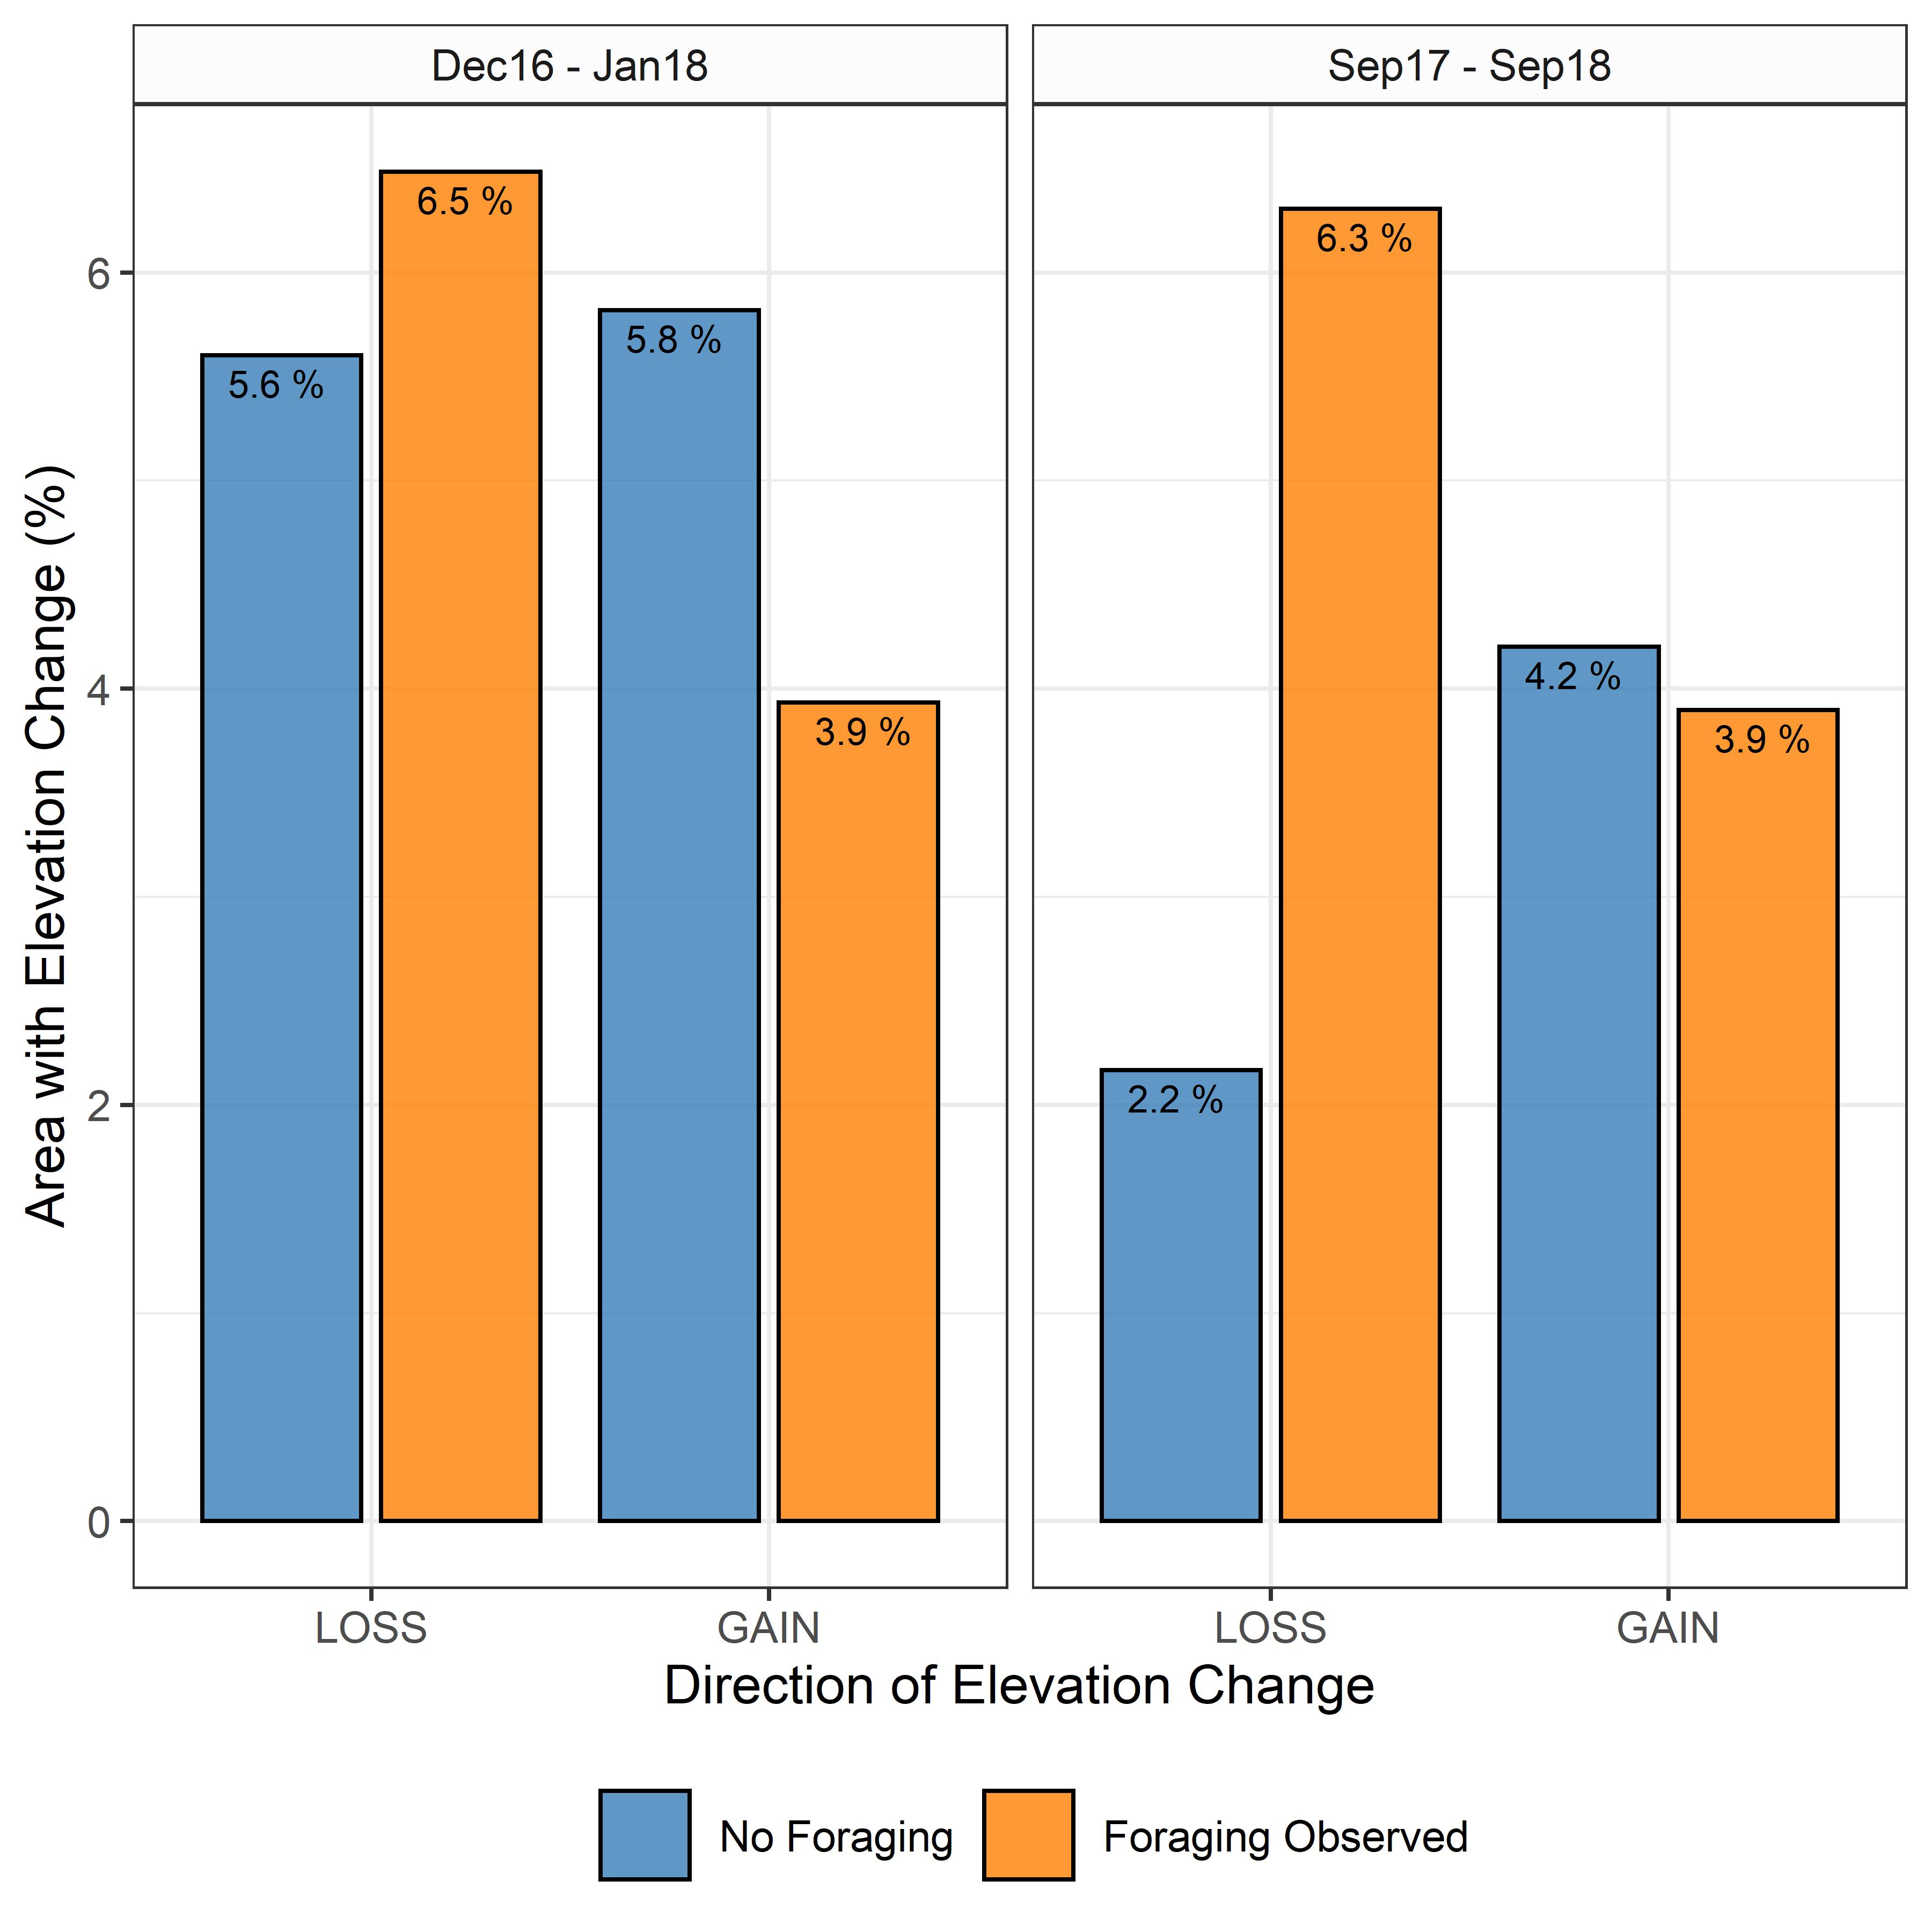 Dec16 - Jan18
Sep17 - Sep18
Area with Elevation Change (%)
6
4
2
0
5.6 %
6.5 %
5.8 %
3.9 %
2.2 %
6.3 %
4.2 %
3.9 %
LOSS
GAIN
LOSS
GAIN
Direction of Elevation Change
No Foraging
Foraging Observed